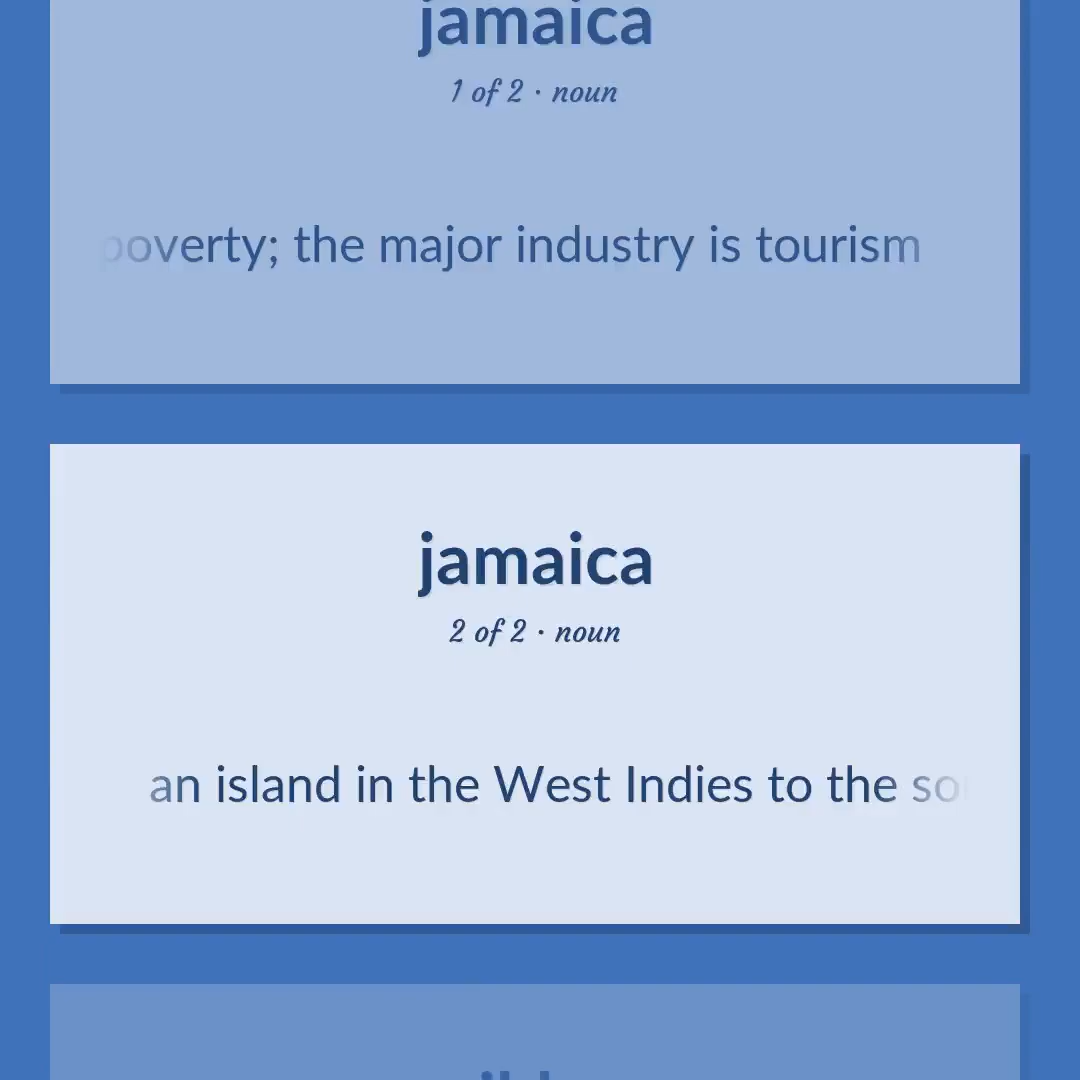 jamaica
1 of 2 · noun
poverty; the major industry is tourism
jamaica
2 of 2 · noun
an island in the West Indies to the